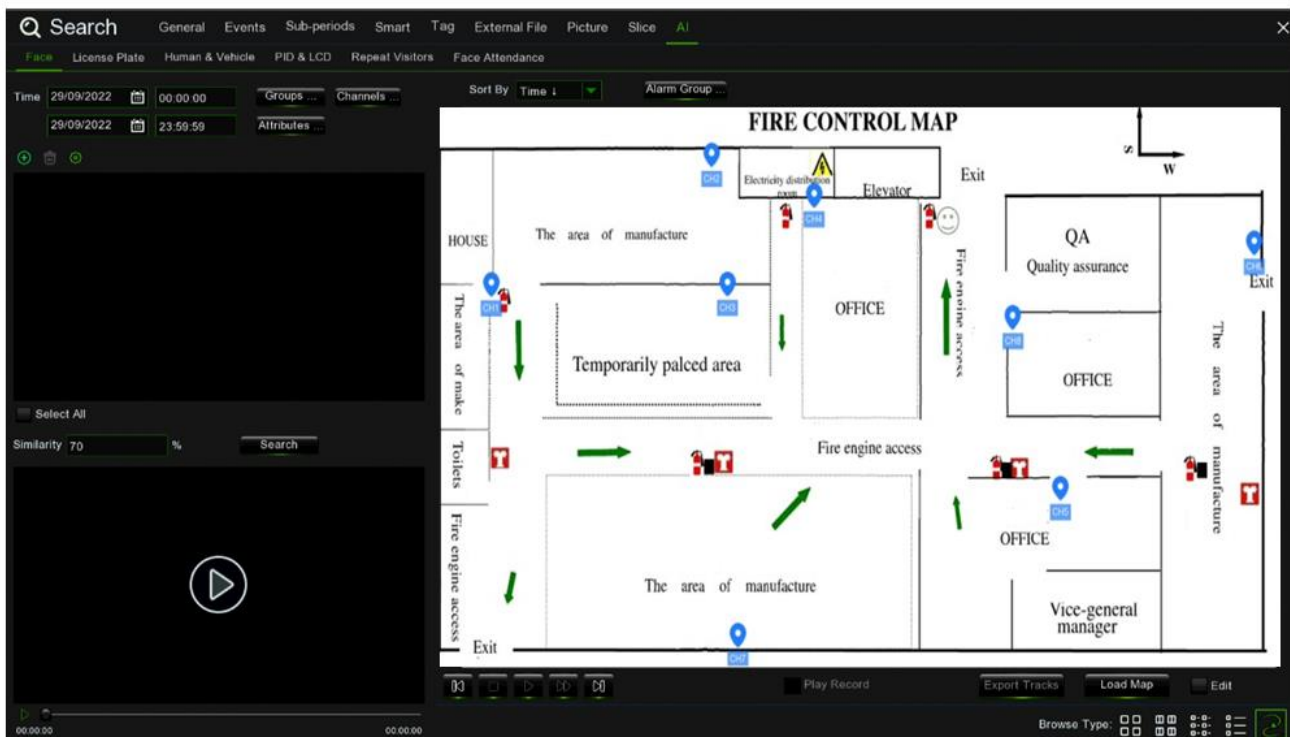 Search
General Events Sub-periods Smart Tag External File Picture Slice AI
Face License Plate Human & Vehicle PID & LCD Repeat Visitors Face Attendance
Time 29/09/2022 00:00:00 Groups ... Channels ...
29/09/2022 23:59:59 Attributes ...
Select All
Similarity 70 % Search
00:00:00 00:00:00
Sort By Time ↓ Alarm Group ...
FIRE CONTROL MAP
S
W
CH2
Electricity distribution
room
CH4
Elevator
Exit
HOUSE
The area of manufacture
QA
Quality assurance
Exit
CH1
CH3
OFFICE
Fire engine access
CH8
The area of make
Temporarily palced area
OFFICE
The area of manufacture
Toilets
Fire engine access
CH5
OFFICE
Fire engine access
The area of manufacture
Vice-general
manager
Exit
CH7
Play Record Export Tracks Load Map Edit
Browse Type: